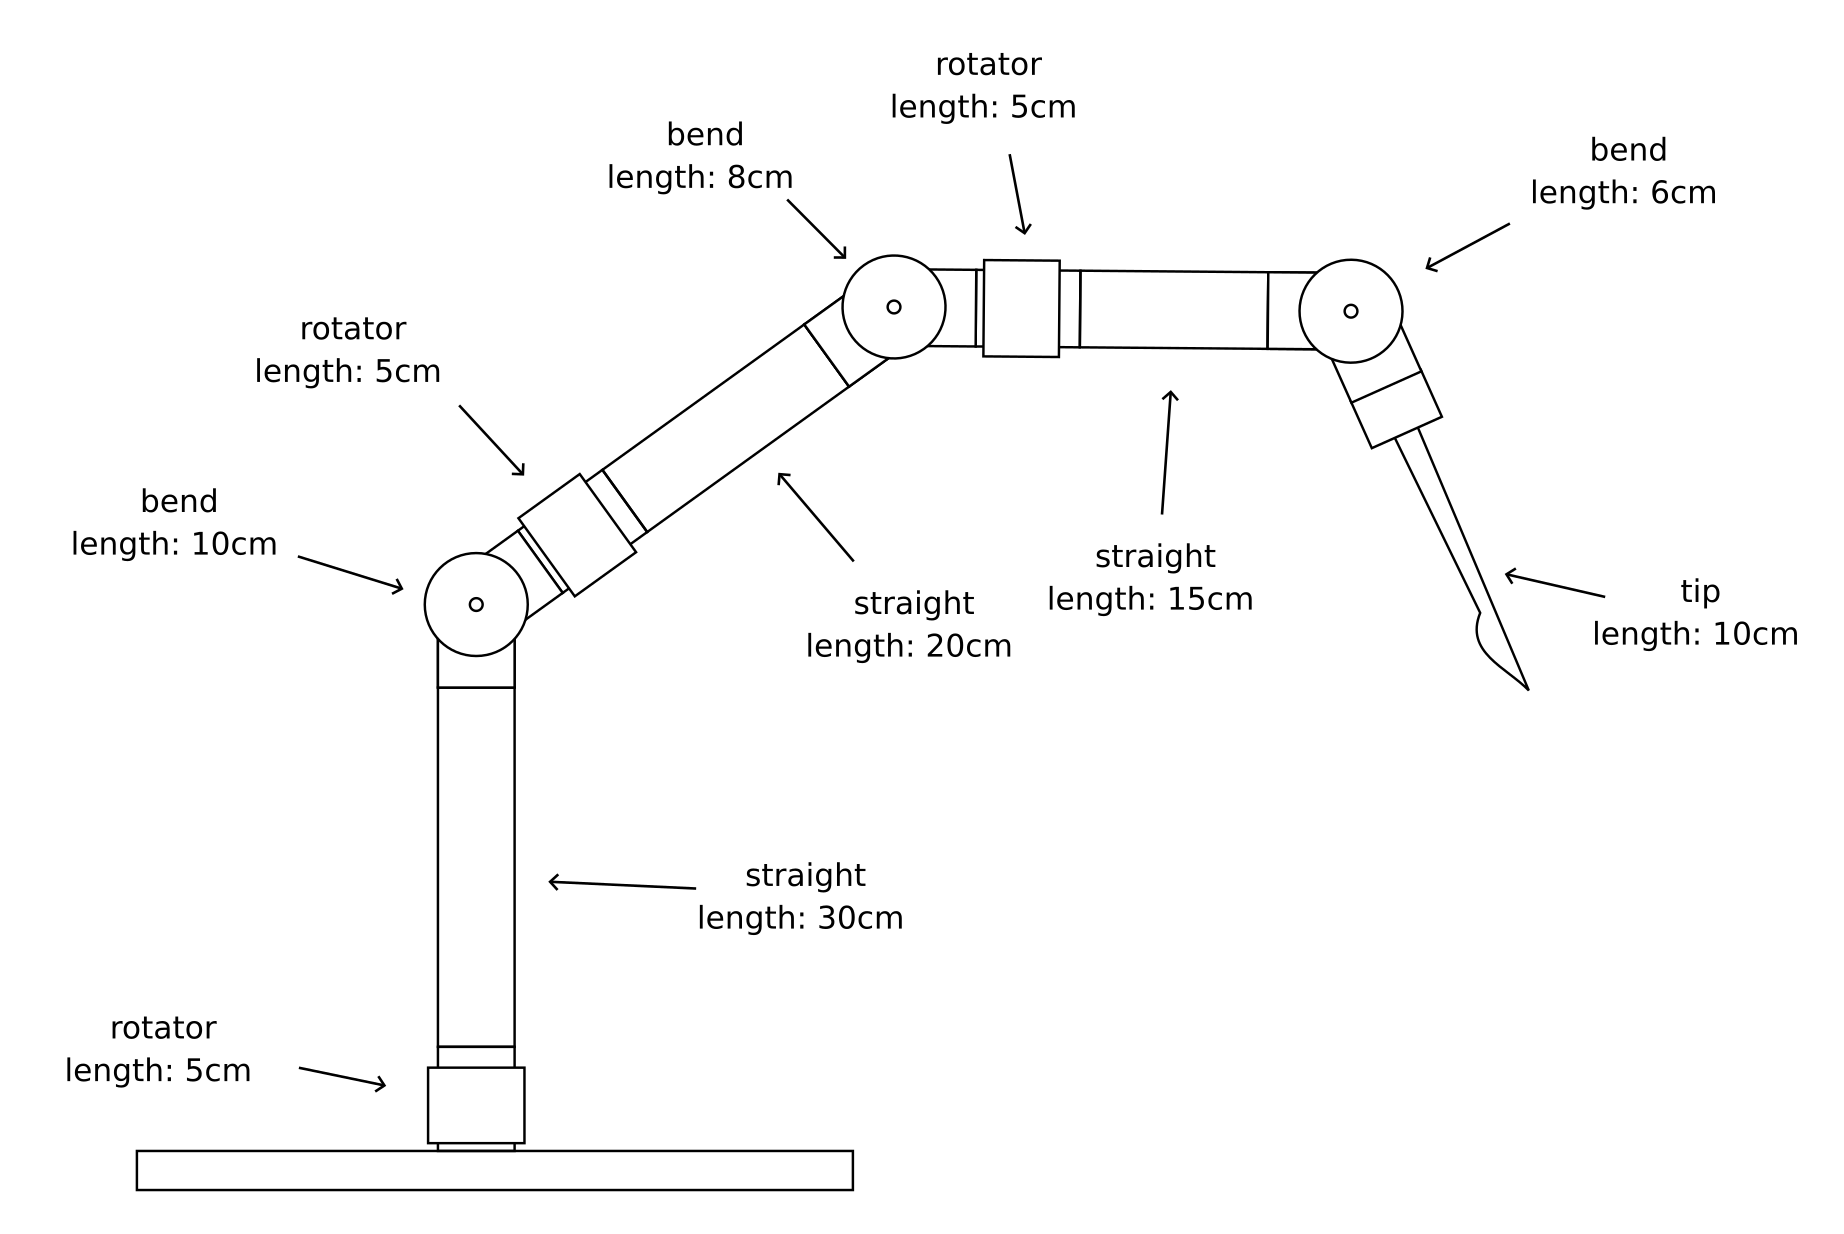 rotator
length: 5cm
bend
length: 8cm
bend
length: 6cm
rotator
length: 5cm
bend
length: 10cm
straight
length: 15cm
tip
length: 10cm
straight
length: 20cm
straight
length: 30cm
rotator
length: 5cm